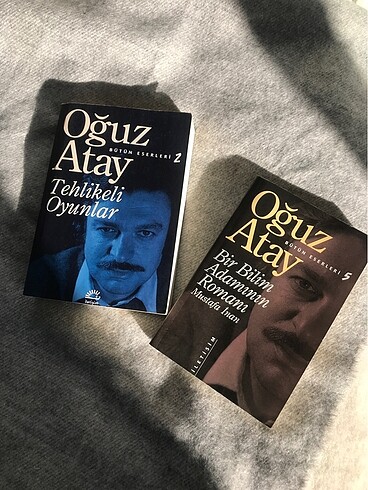 Oğuz
Atay
BÜTÜN ESERLERİ 2
Tehlikeli
Oyunlar
iletişim
Oğuz
Atay
BÜTÜN ESERLERİ 5
Bir Bilim
Adamının
Romanı
Mustafa İnan
İLETİŞİM